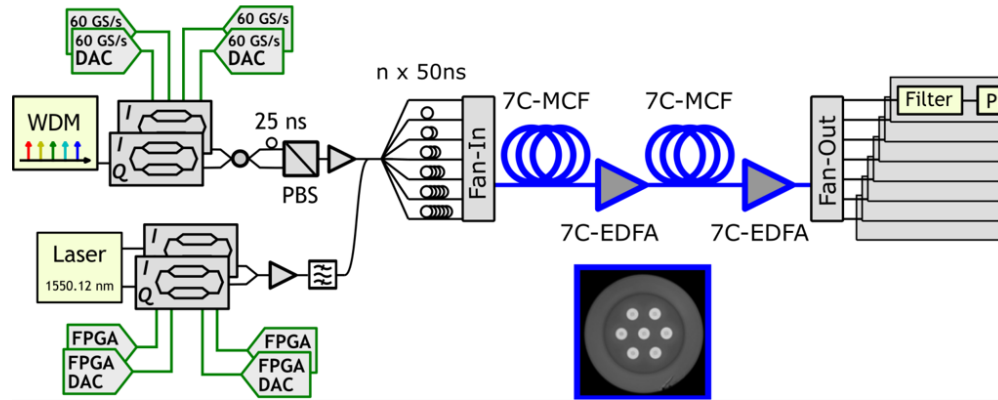 60 GS/s
60 GS/s
DAC
60 GS/s
60 GS/s
DAC
WDM
I
Q
25 ns
PBS
n x 50ns
Fan-In
7C-MCF
7C-EDFA
7C-MCF
7C-EDFA
Fan-Out
Filter
P
Laser
1550.12 nm
I
Q
FPGA
FPGA
DAC
FPGA
FPGA
DAC